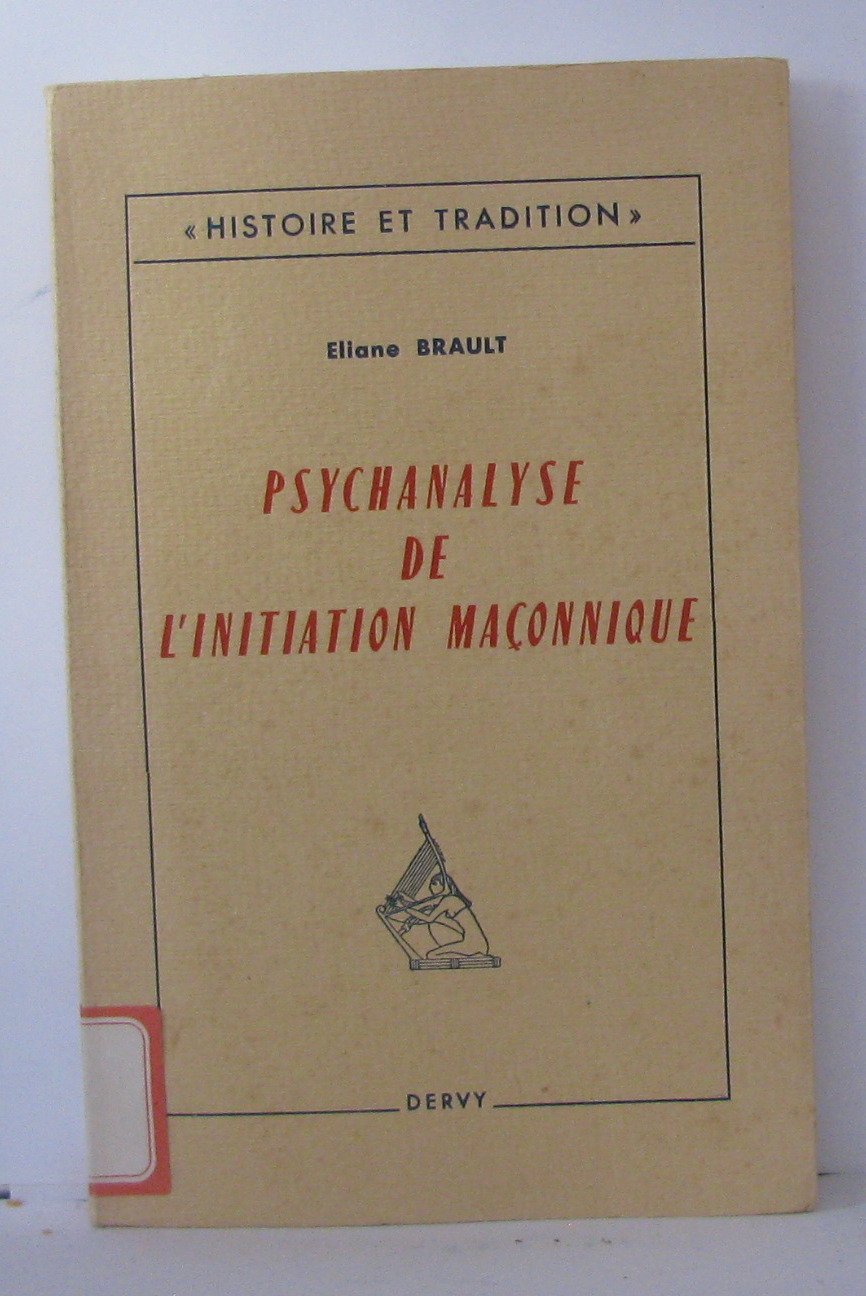 « HISTOIRE ET TRADITION »
Eliane BRAULT
PSYCHANALYSE
DE
L'INITIATION MAÇONNIQUE
DERVY